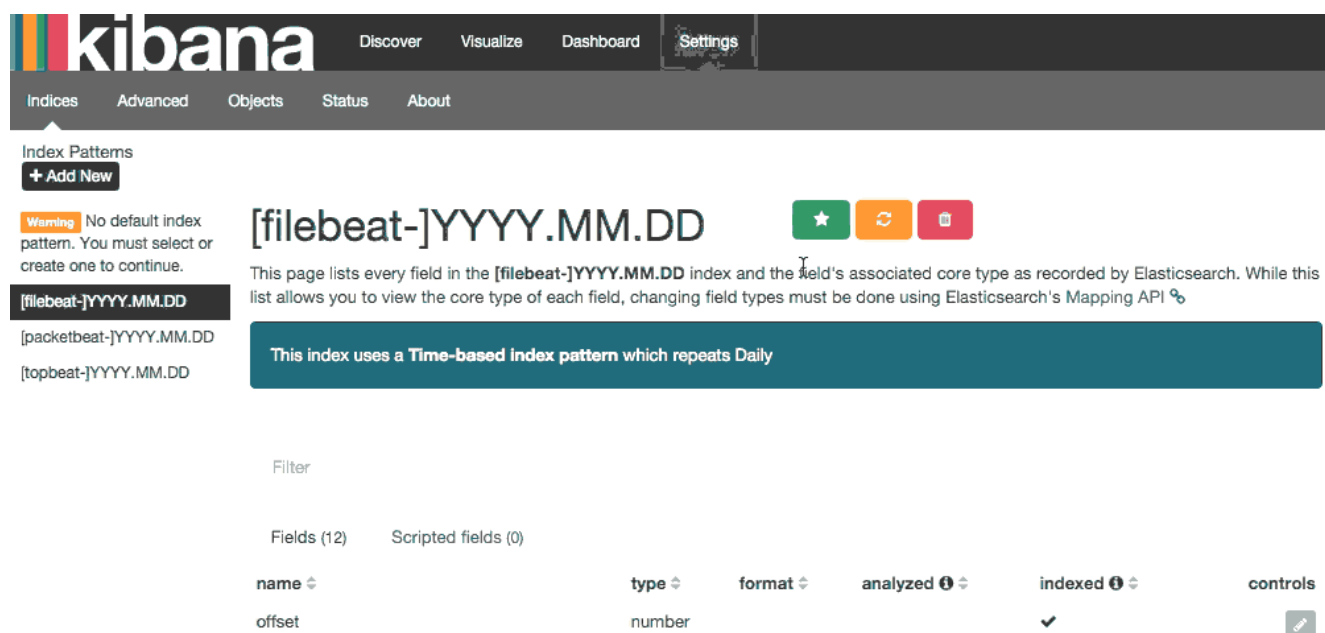 kibana Discover Visualize Dashboard Settings
Indices Advanced Objects Status About
Index Patterns
+ Add New
Warning No default index
pattern. You must select or
create one to continue.
[filebeat-]YYYY.MM.DD
[packetbeat-]YYYY.MM.DD
[topbeat-]YYYY.MM.DD
[filebeat-]YYYY.MM.DD
This page lists every field in the [filebeat-]YYYY.MM.DD index and the field's associated core type as recorded by Elasticsearch. While this
list allows you to view the core type of each field, changing field types must be done using Elasticsearch's Mapping API
This index uses a Time-based index pattern which repeats Daily
Filter
Fields (12) Scripted fields (0)
name type format analyzed indexed controls
offset number